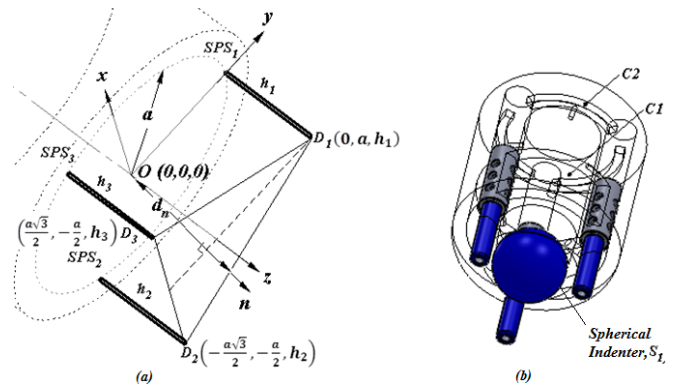 SPS₁
y
x
h₁
a
D₁(0, a, h₁)
SPS₃
O (0,0,0)
h₃
dₙ
(a√3/2, -a/2, h₃) D₃
SPS₂
z
n
h₂
D₂(-a√3/2, -a/2, h₂)
(a)
C2
C1
Spherical
Indenter, S₁,
(b)